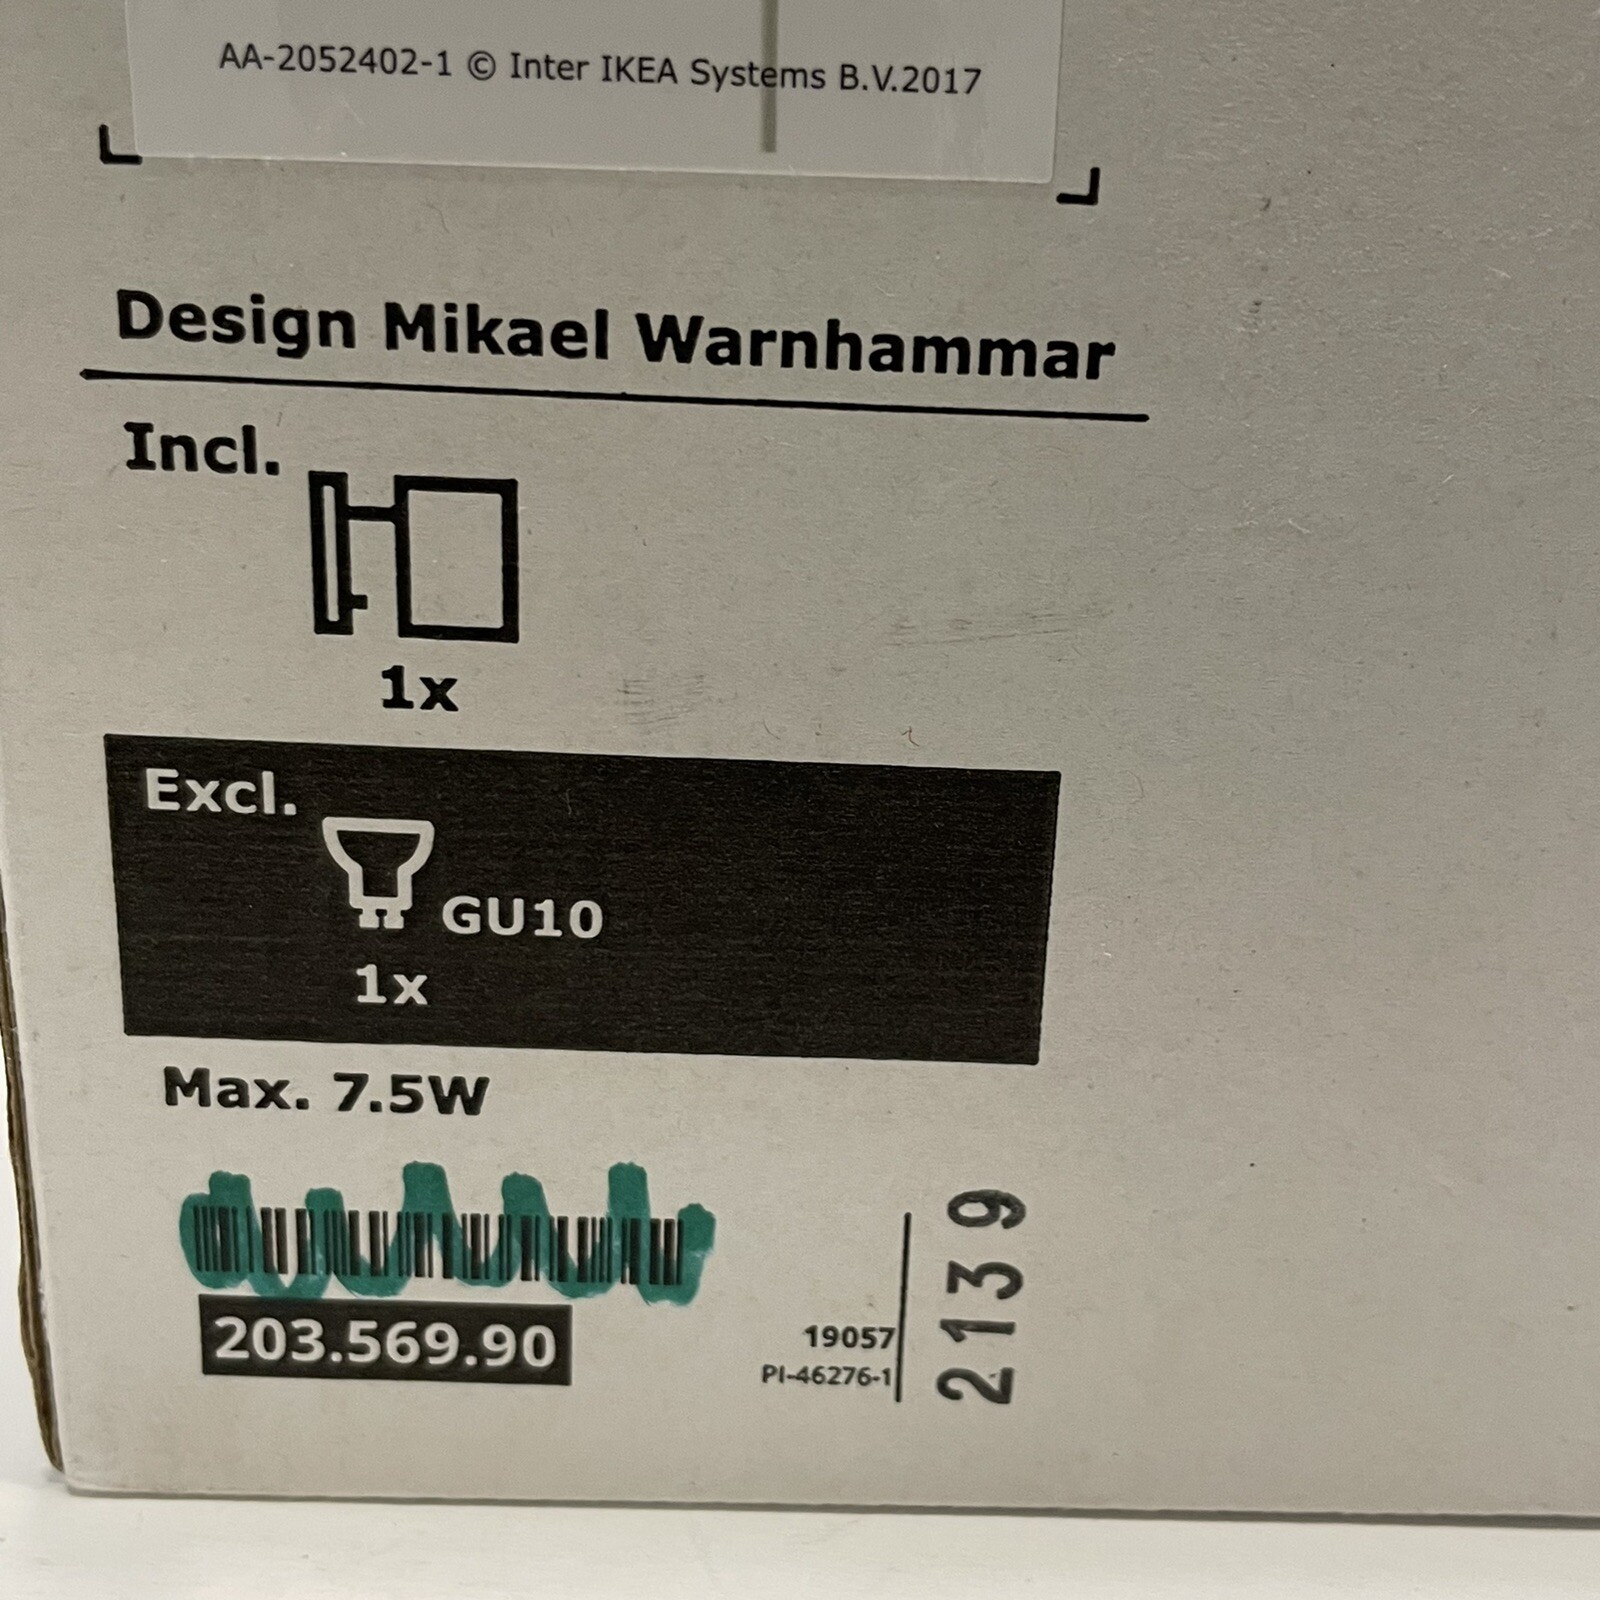 AA-2052402-1 © Inter IKEA Systems B.V.2017
Design Mikael Warnhammar
Incl.
1x
Excl.
GU10
1x
Max. 7.5W
203.569.90
19057
PI-46276-1
2139